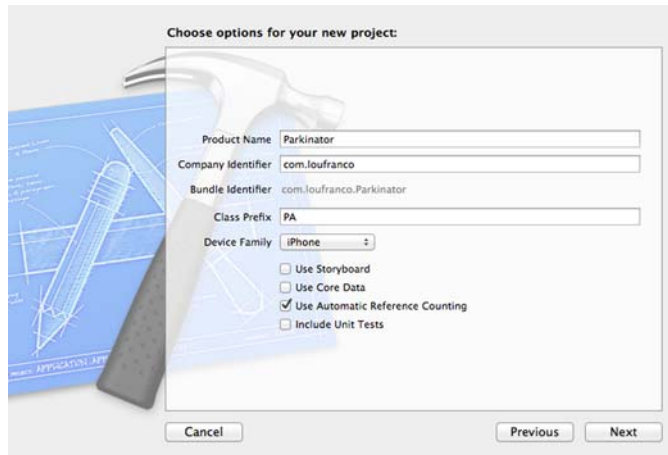 Choose options for your new project:
Product Name Parkinator
Company Identifier com.loufranco
Bundle Identifier com.loufranco.Parkinator
Class Prefix PA
Device Family iPhone
Use Storyboard
Use Core Data
Use Automatic Reference Counting
Include Unit Tests
APPLICATION.APP
Cancel Previous Next